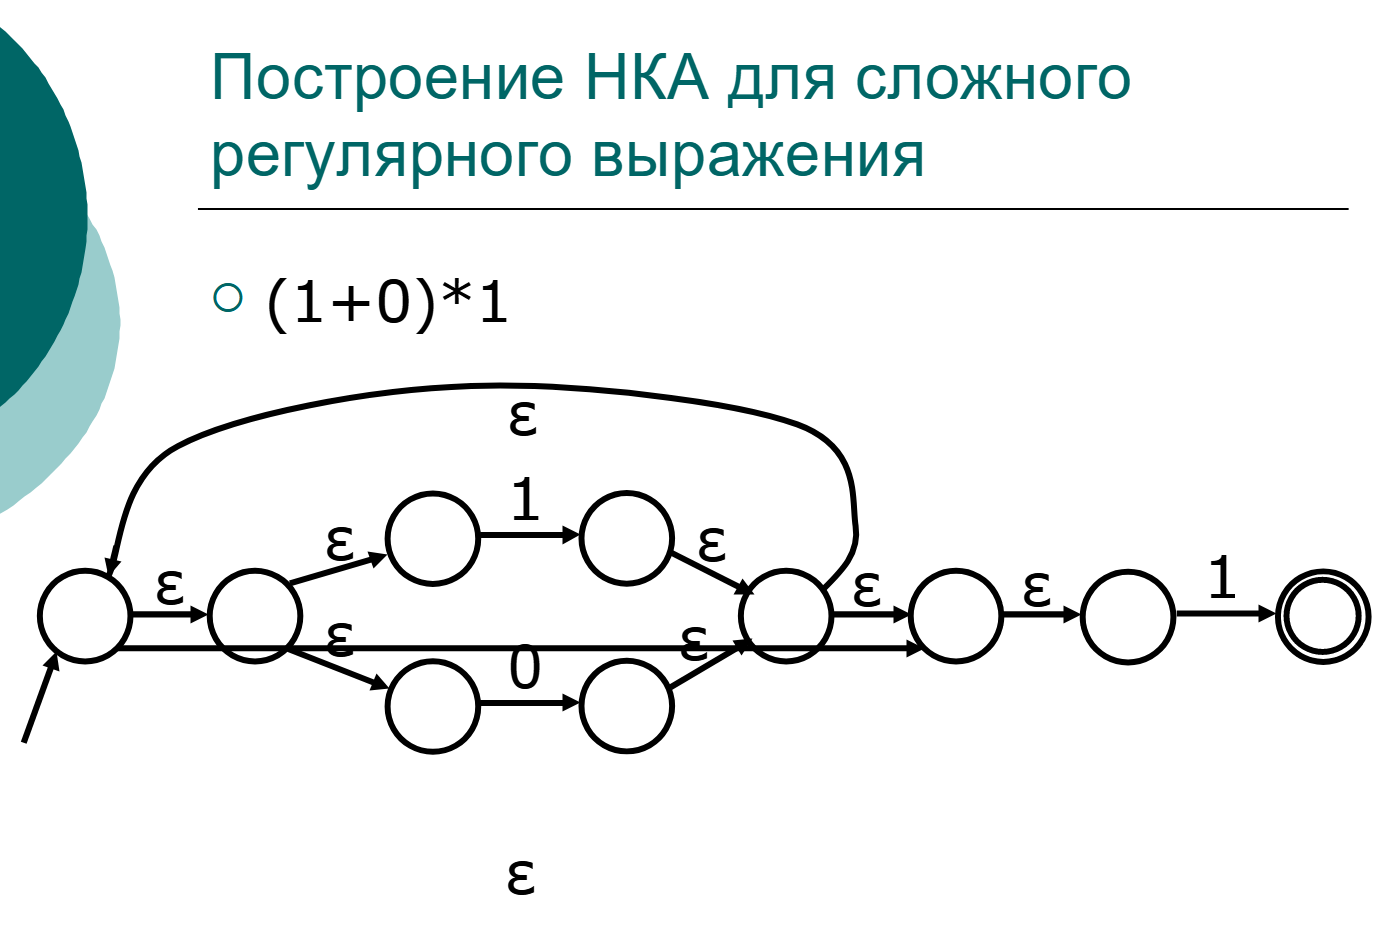 Построение НКА для сложного
регулярного выражения
(1+0)*1
ε
1
ε ε
ε ε ε 1
ε ε
0
ε